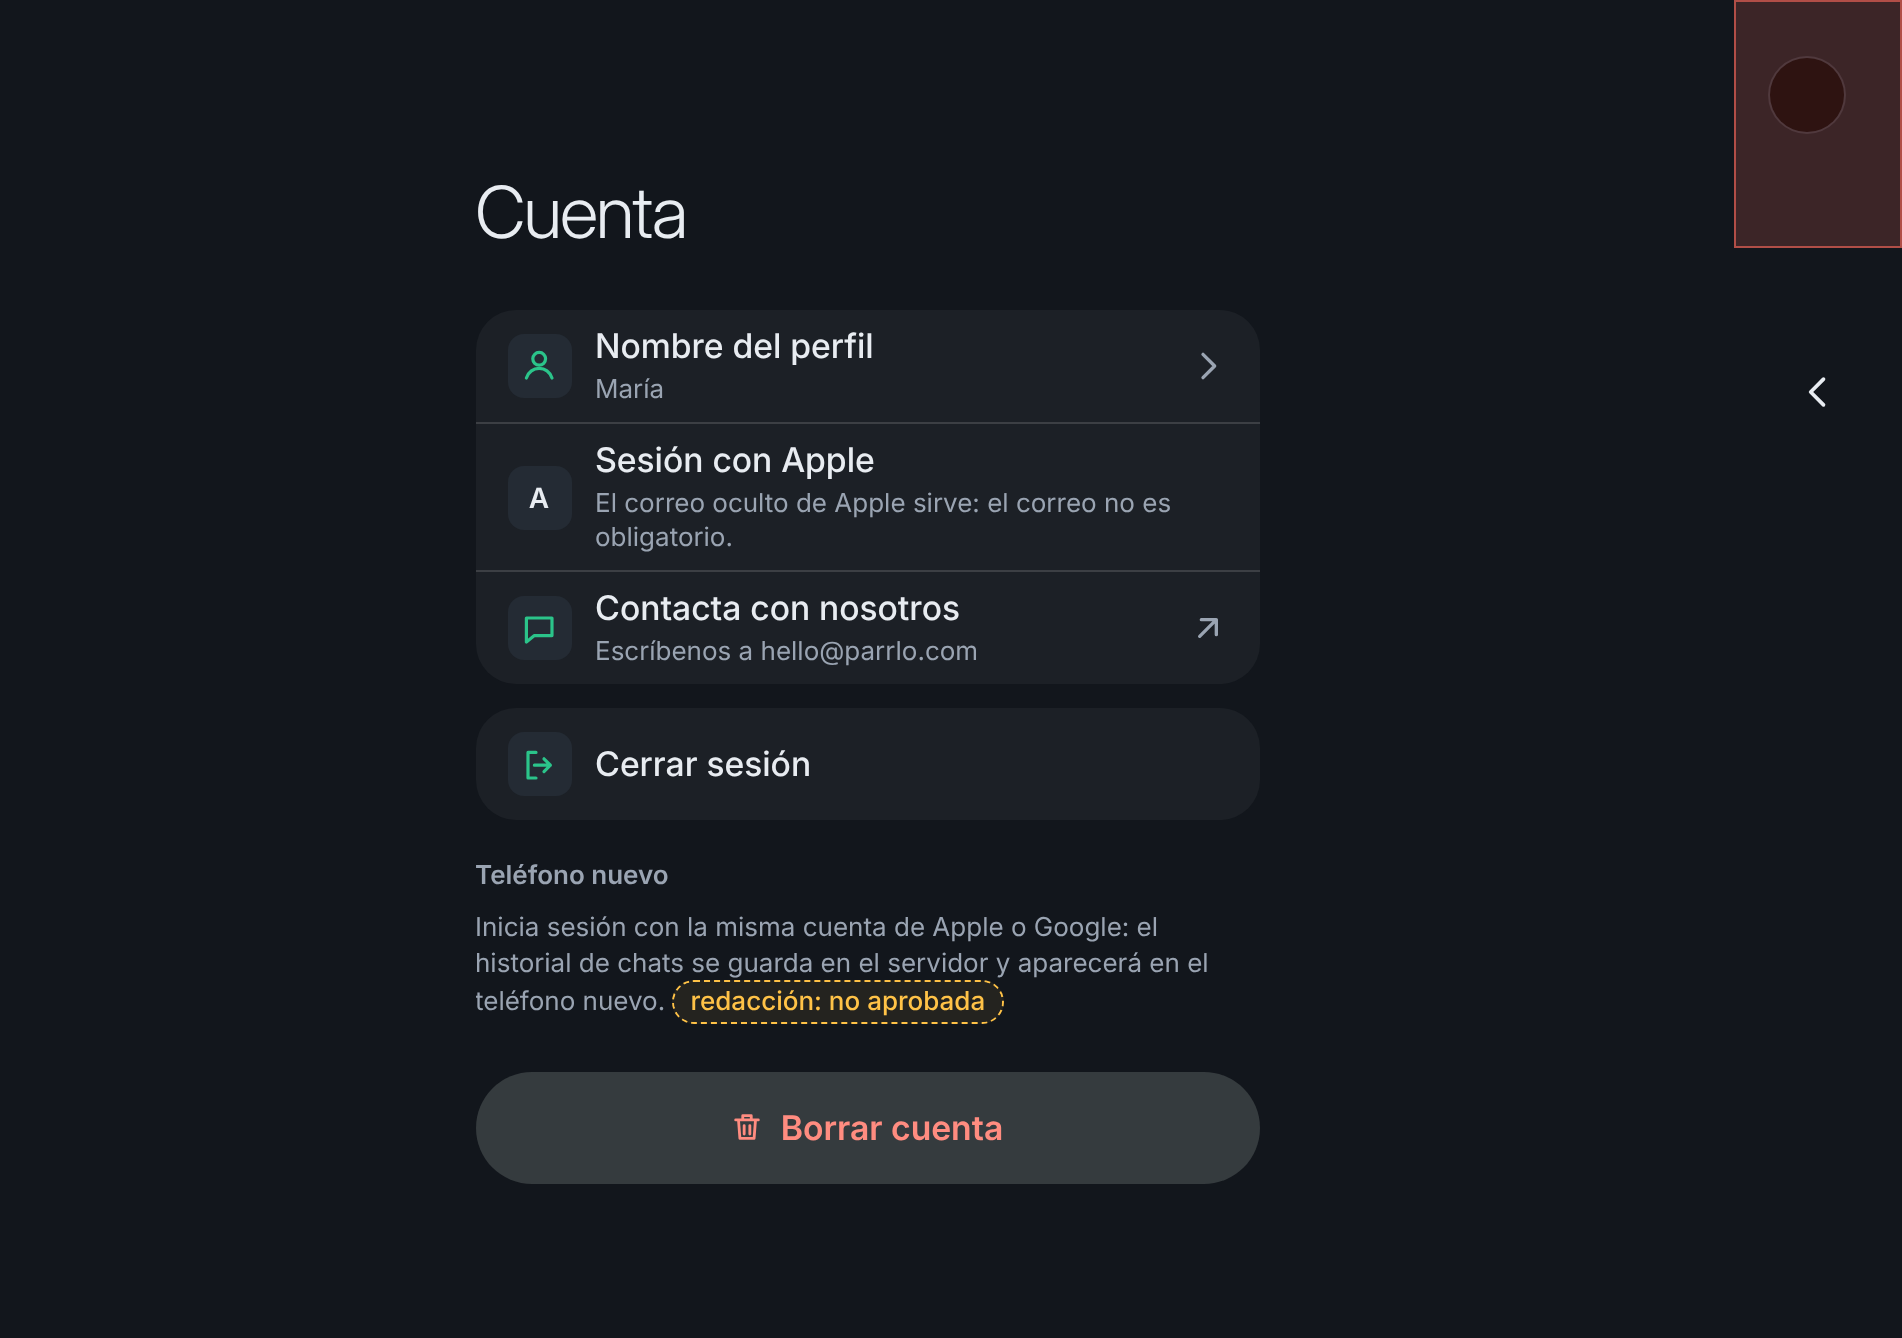 Cuenta
Nombre del perfil
María
A
Sesión con Apple
El correo oculto de Apple sirve: el correo no es
obligatorio.
Contacta con nosotros
Escríbenos a hello@parrlo.com
Cerrar sesión
Teléfono nuevo
Inicia sesión con la misma cuenta de Apple o Google: el
historial de chats se guarda en el servidor y aparecerá en el
teléfono nuevo. redacción: no aprobada
Borrar cuenta